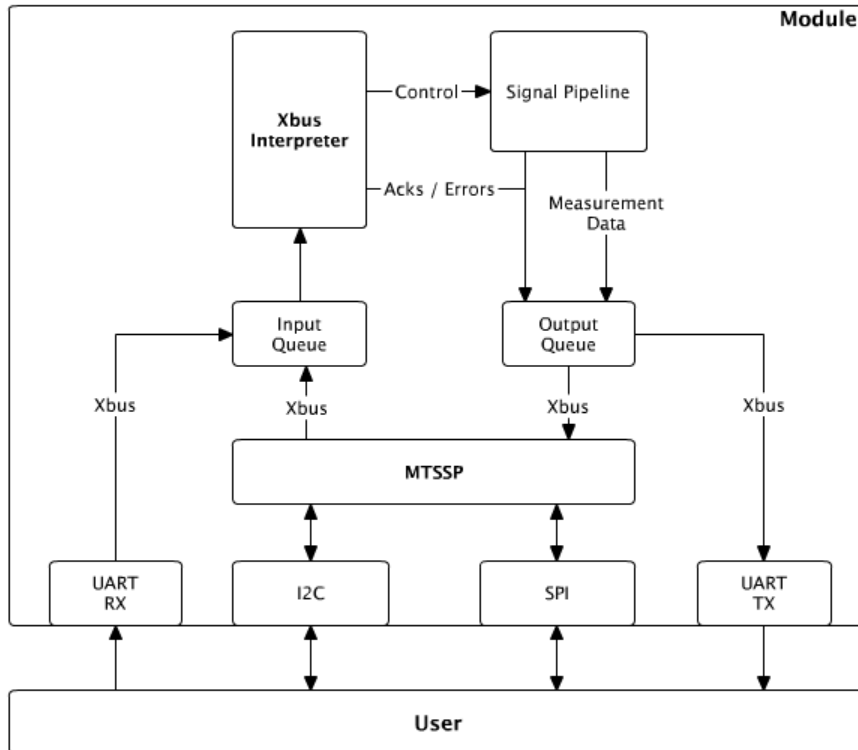 Module
Xbus
Interpreter
Control
Signal Pipeline
Acks / Errors
Measurement
Data
Input
Queue
Output
Queue
Xbus
Xbus
Xbus
Xbus
MTSSP
UART
RX
I2C
SPI
UART
TX
User